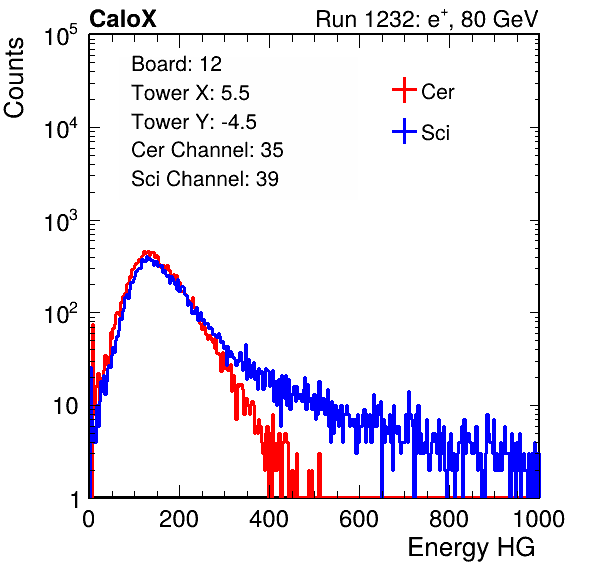 CaloX Run 1232: e⁺, 80 GeV
Board: 12
Tower X: 5.5
Tower Y: -4.5
Cer Channel: 35
Sci Channel: 39
Cer
Sci
Counts
10⁵
10⁴
10³
10²
10
1
0 200 400 600 800 1000
Energy HG